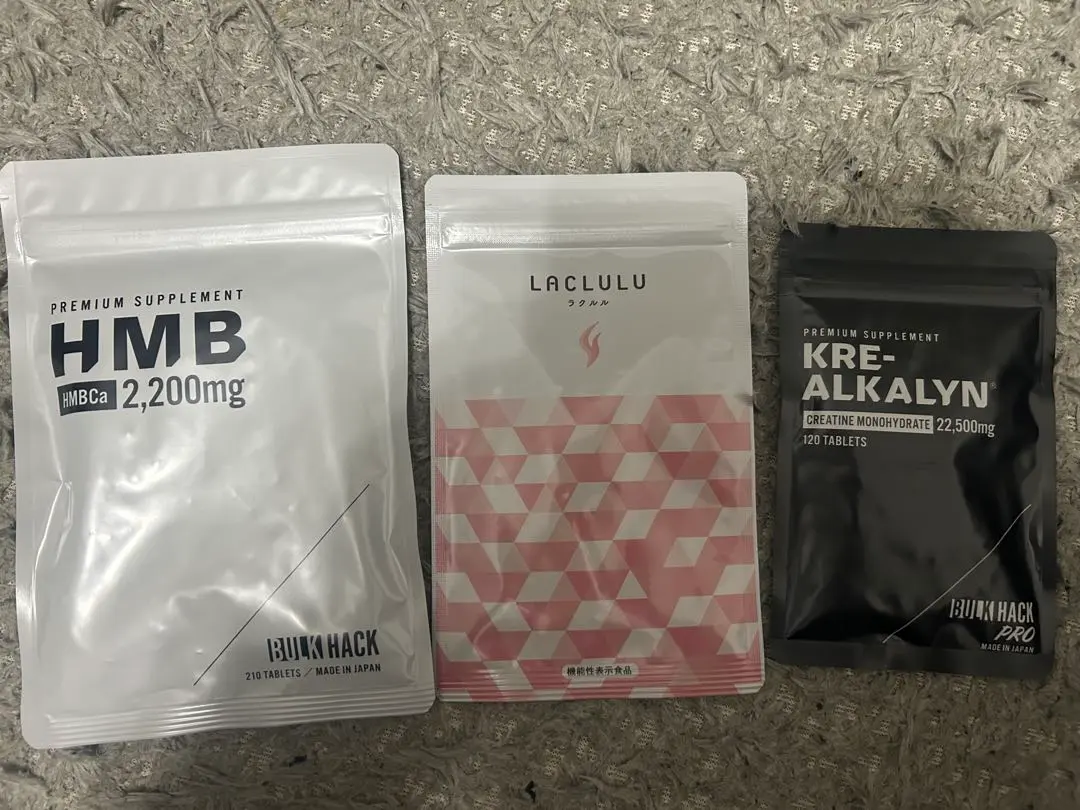 PREMIUM SUPPLEMENT
HMB
HMBCa 2,200mg
BULK HACK
210 TABLETS / MADE IN JAPAN
LACLULU
ラクルル
機能性表示食品
PREMIUM SUPPLEMENT
KRE-
ALKALYN®
CREATINE MONOHYDRATE 22,500mg
120 TABLETS
BULK HACK
PRO
MADE IN JAPAN